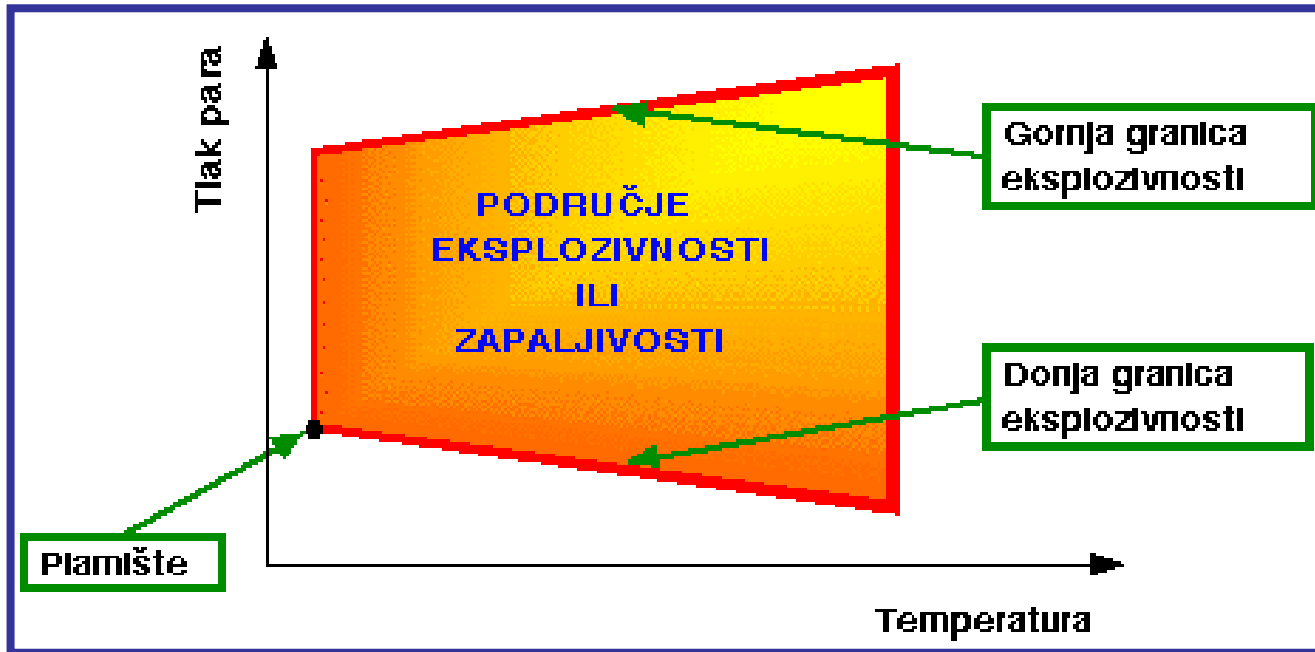 Tlak para
Gornja granica
eksplozivnosti
PODRUČJE
EKSPLOZIVNOSTI
ILI
ZAPALJIVOSTI
Donja granica
eksplozivnosti
Plamište
Temperatura